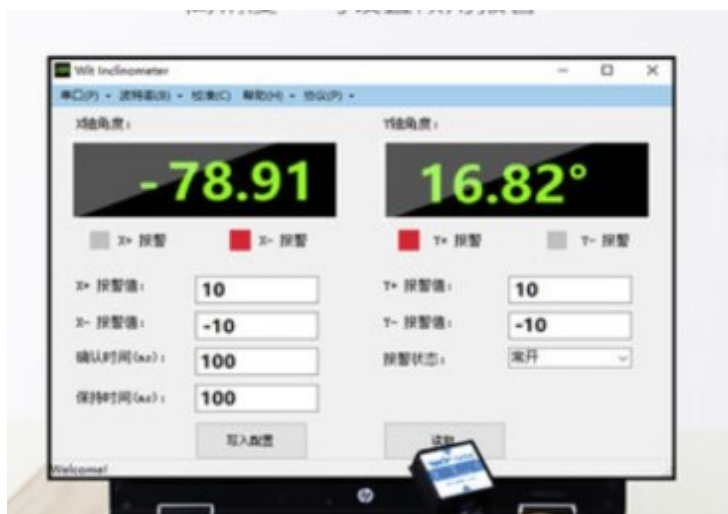 Wit Inclinometer
串口(P) 波特率(B) 校准(C) 帮助(H) 协议(P)
X轴角度: Y轴角度:
-78.91 16.82°
X+ 报警 X- 报警 Y+ 报警 Y- 报警
X+ 报警值: 10 Y+ 报警值: 10
X- 报警值: -10 Y- 报警值: -10
确认时间(ms): 100 报警状态: 常开
保持时间(ms): 100
写入配置 读取
Welcome!
hp